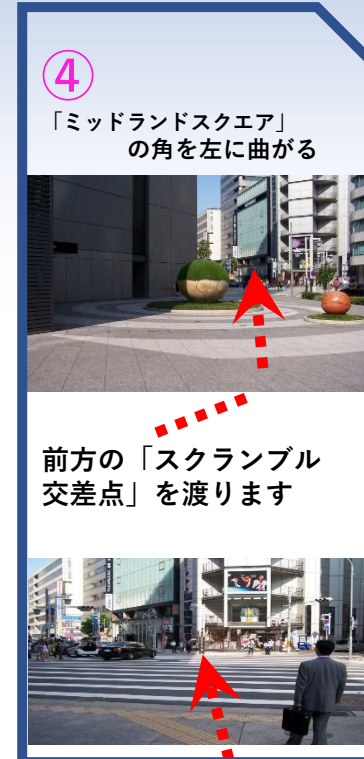 ④
「ミッドランドスクエア」
の角を左に曲がる
前方の「スクランブル
交差点」を渡ります